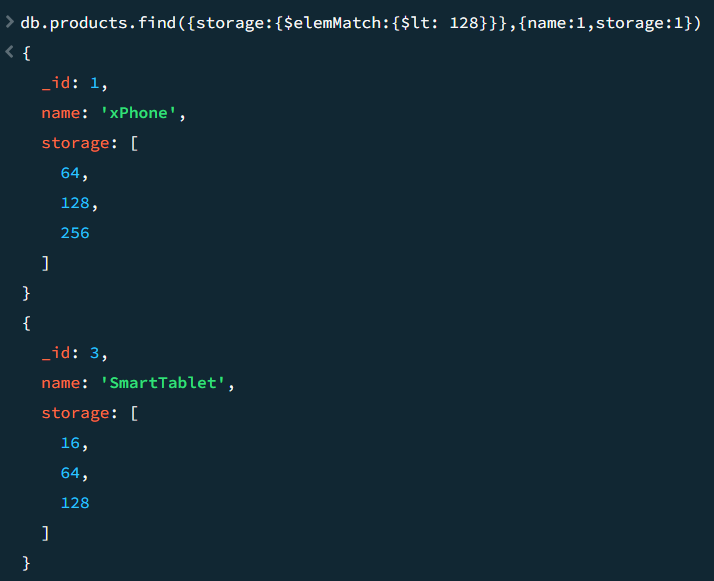 > db.products.find({storage:{$elemMatch:{$lt: 128}}},{name:1,storage:1})
< {
_id: 1,
name: 'xPhone',
storage: [
64,
128,
256
]
}
{
_id: 3,
name: 'SmartTablet',
storage: [
16,
64,
128
]
}